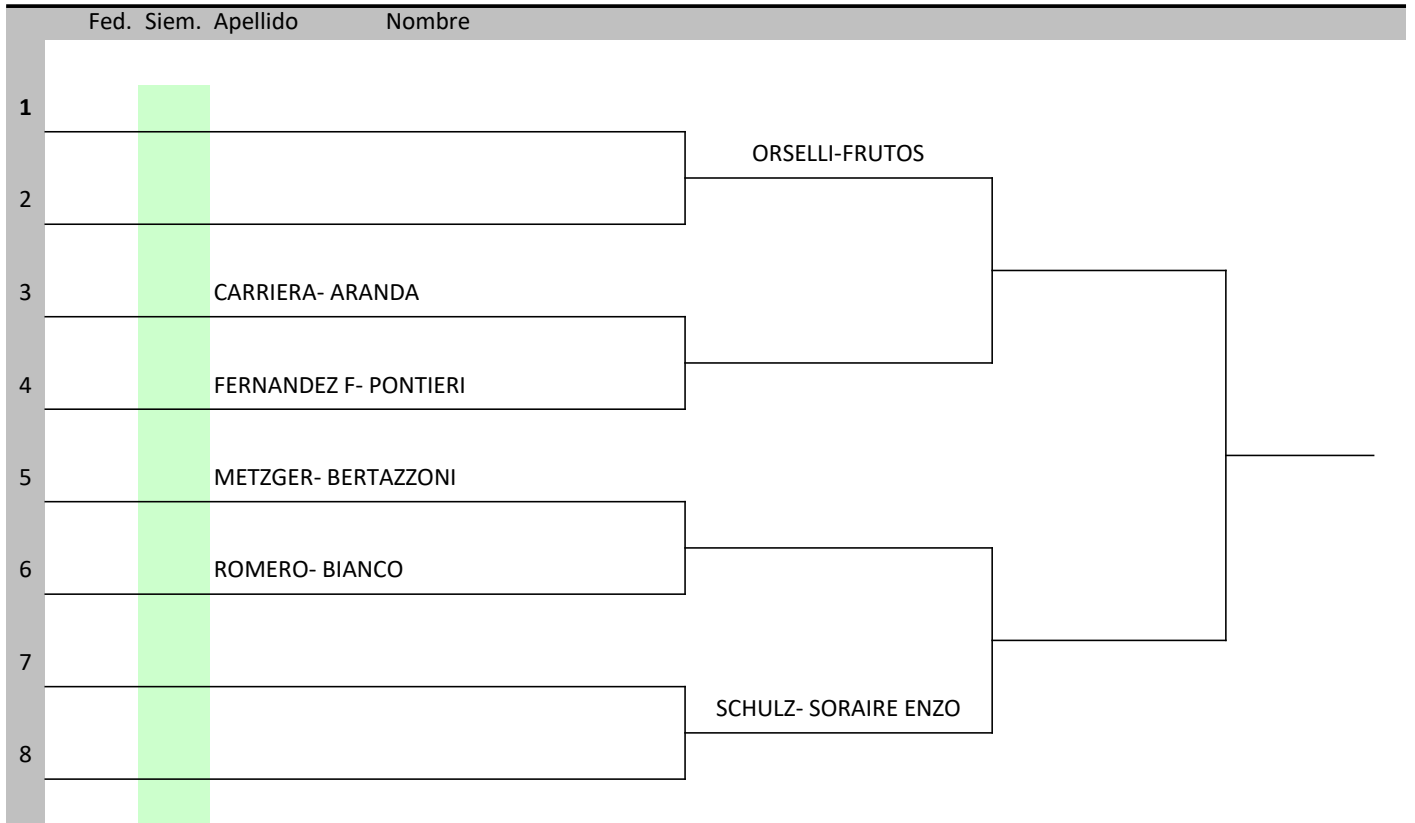 Fed. Siem. Apellido Nombre
1
ORSELLI-FRUTOS
2
3 CARRIERA- ARANDA
4 FERNANDEZ F- PONTIERI
5 METZGER- BERTAZZONI
6 ROMERO- BIANCO
7
SCHULZ- SORAIRE ENZO
8